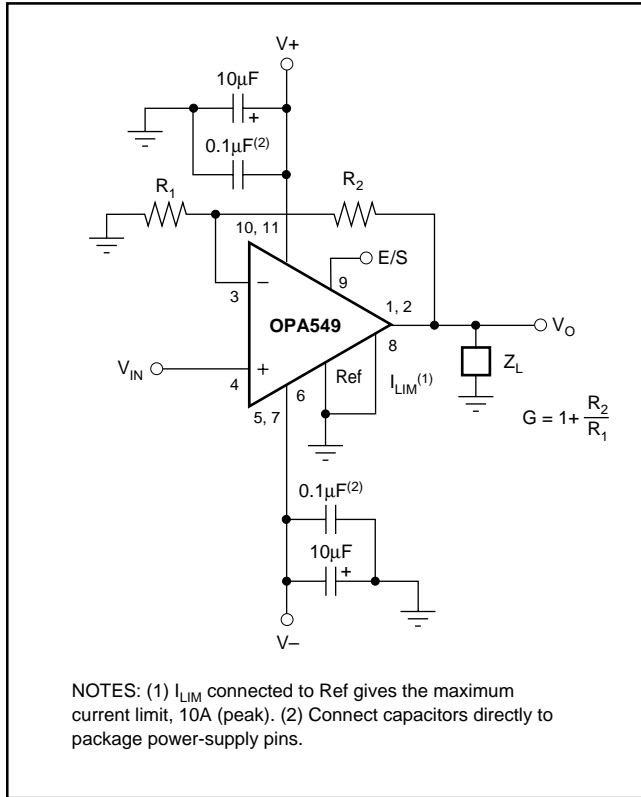 V+
10μF
+
0.1μF(2)
R1
R2
10, 11
E/S
9
3
−
1, 2
OPA549
VO
8
VIN
+
4
Ref
ILIM(1)
ZL
6
5, 7
G = 1+ R2
R1
0.1μF(2)
10μF
+
V−
NOTES: (1) ILIM connected to Ref gives the maximum
current limit, 10A (peak). (2) Connect capacitors directly to
package power-supply pins.